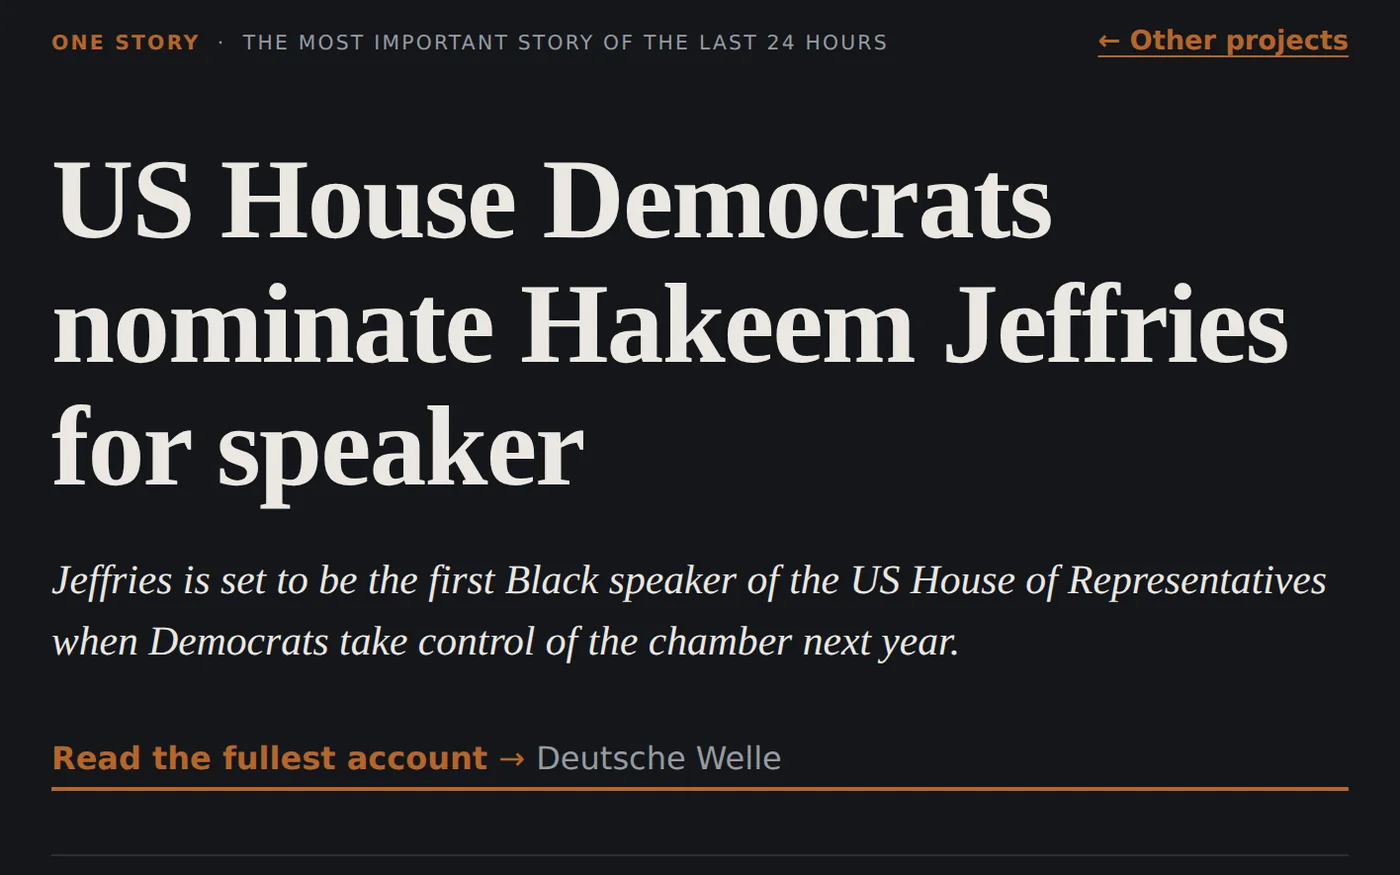 ONE STORY · THE MOST IMPORTANT STORY OF THE LAST 24 HOURS
← Other projects
US House Democrats
nominate Hakeem Jeffries
for speaker
Jeffries is set to be the first Black speaker of the US House of Representatives
when Democrats take control of the chamber next year.
Read the fullest account → Deutsche Welle